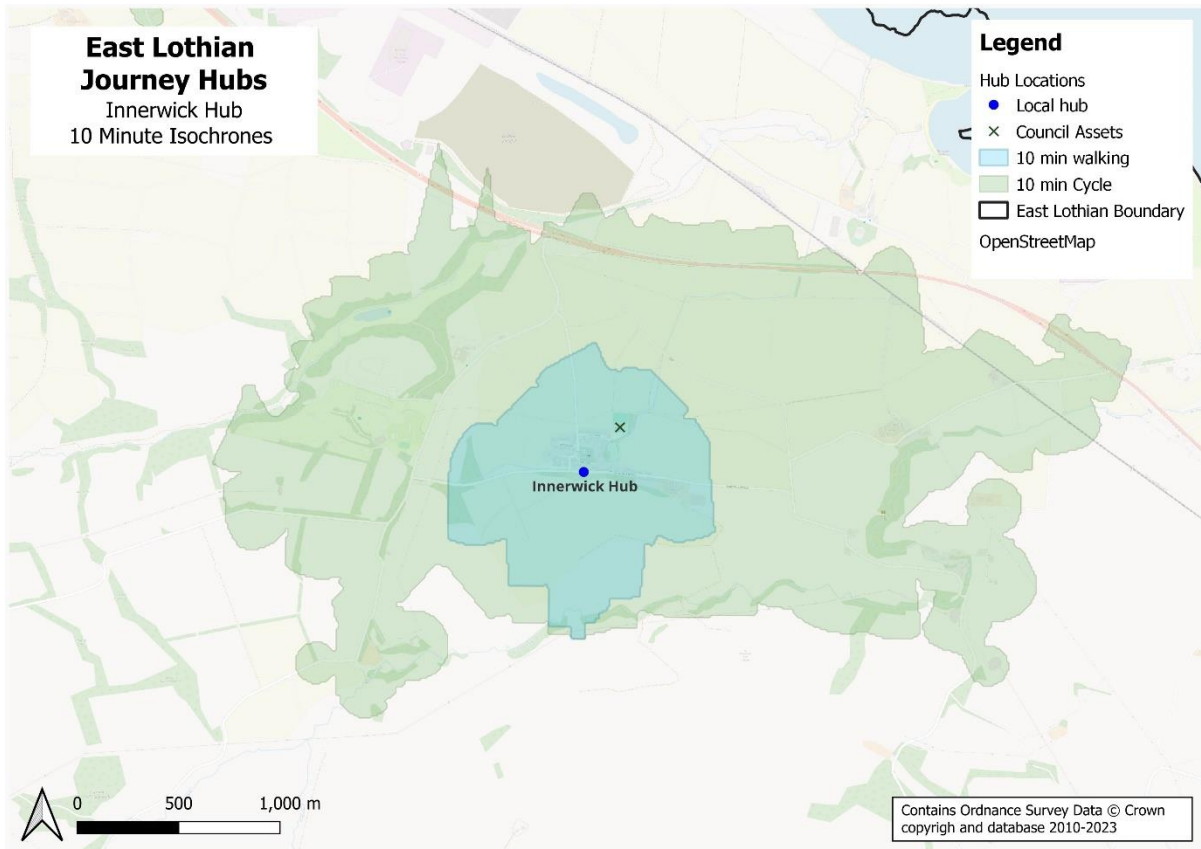 East Lothian
Journey Hubs
Innerwick Hub
10 Minute Isochrones
Legend
Hub Locations
Local hub
Council Assets
10 min walking
10 min Cycle
East Lothian Boundary
OpenStreetMap
Innerwick Hub
0 500 1,000 m
Contains Ordnance Survey Data © Crown
copyrigh and database 2010-2023